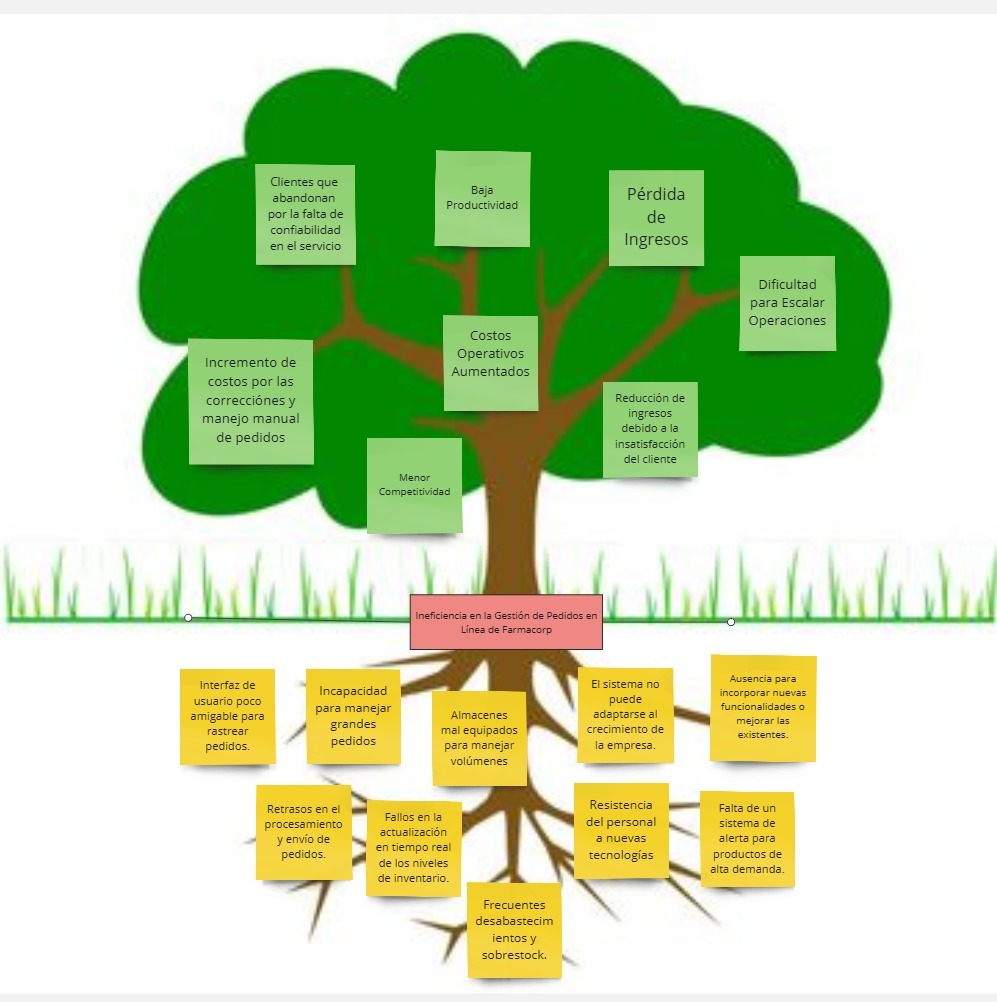 Clientes que
abandonan
por la falta de
confiabilidad
en el servicio
Baja
Productividad
Pérdida
de
Ingresos
Dificultad
para Escalar
Operaciones
Costos
Operativos
Aumentados
Incremento de
costos por las
correcciónes y
manejo manual
de pedidos
Reducción de
ingresos
debido a la
insatisfacción
del cliente
Menor
Competitividad
Ineficiencia en la Gestión de Pedidos en
Línea de Farmacorp
Interfaz de
usuario poco
amigable para
rastrear
pedidos.
Incapacidad
para manejar
grandes
pedidos
Almacenes
mal equipados
para manejar
volúmenes
El sistema no
puede
adaptarse al
crecimiento de
la empresa.
Ausencia para
incorporar nuevas
funcionalidades o
mejorar las
existentes.
Retrasos en el
procesamiento
y envío de
pedidos.
Fallos en la
actualización
en tiempo real
de los niveles
de inventario.
Resistencia
del personal
a nuevas
tecnologías
Falta de un
sistema de
alerta para
productos de
alta demanda.
Frecuentes
desabastecim
ientos y
sobrestock.